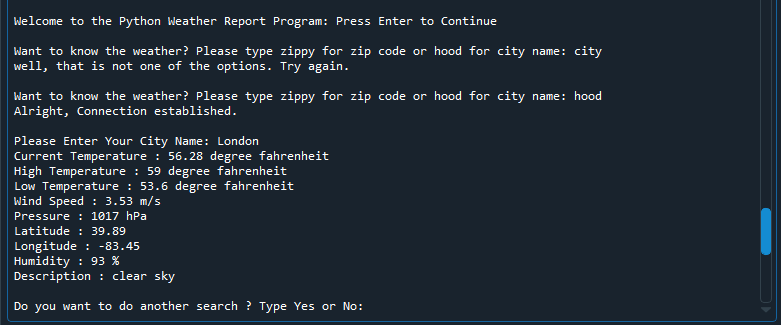 Welcome to the Python Weather Report Program: Press Enter to Continue
Want to know the weather? Please type zippy for zip code or hood for city name: city
well, that is not one of the options. Try again.
Want to know the weather? Please type zippy for zip code or hood for city name: hood
Alright, Connection established.
Please Enter Your City Name: London
Current Temperature : 56.28 degree fahrenheit
High Temperature : 59 degree fahrenheit
Low Temperature : 53.6 degree fahrenheit
Wind Speed : 3.53 m/s
Pressure : 1017 hPa
Latitude : 39.89
Longitude : -83.45
Humidity : 93 %
Description : clear sky
Do you want to do another search ? Type Yes or No: